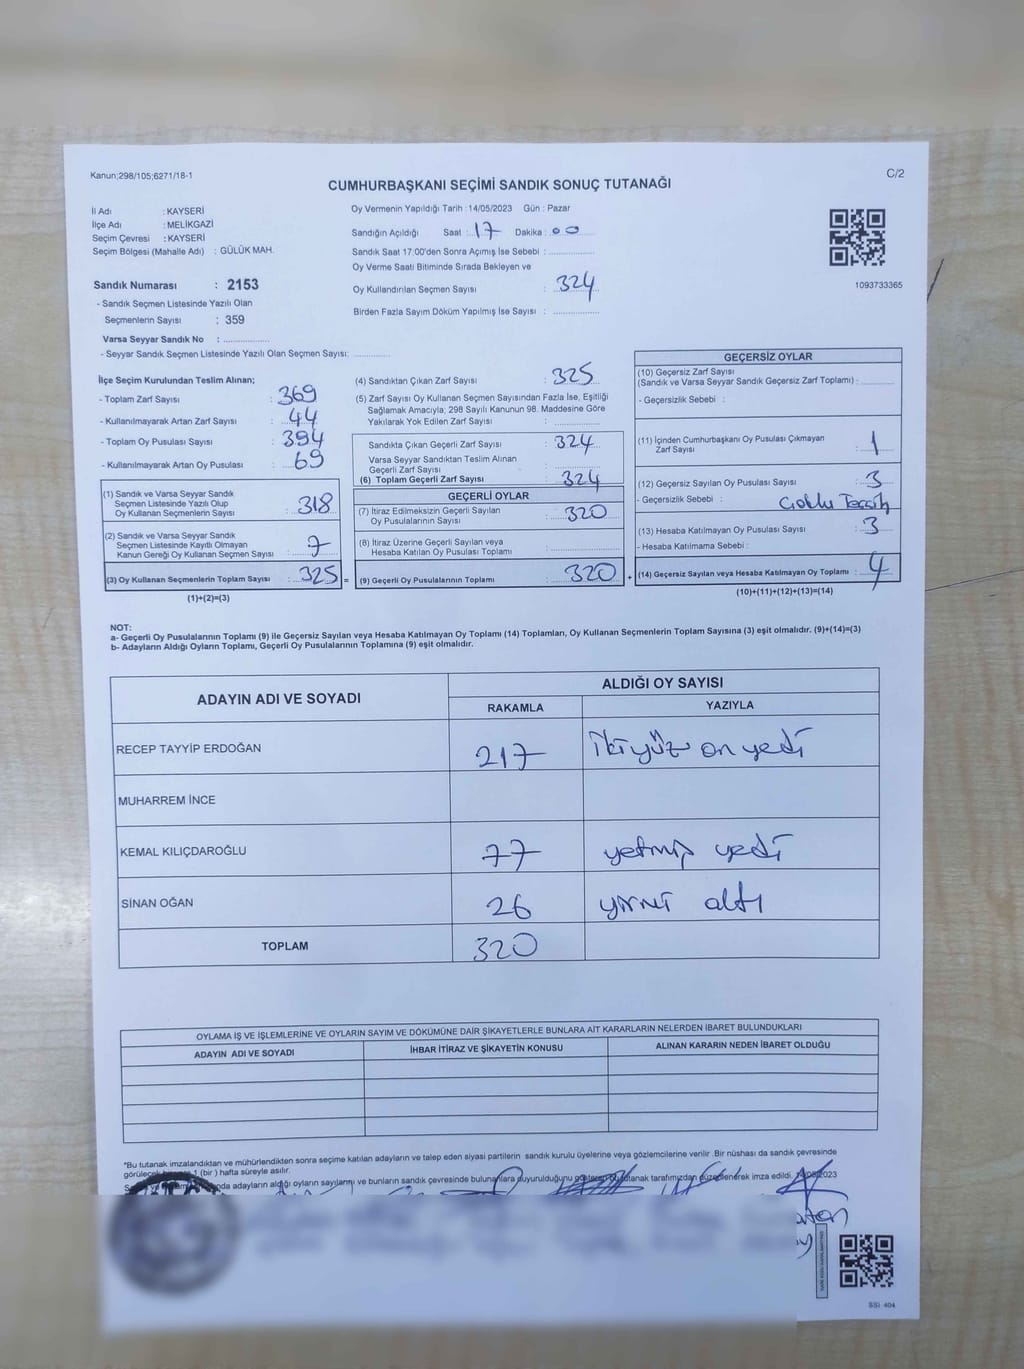 Kanun;298/105;6271/18-1
C/2
CUMHURBAŞKANI SEÇİMİ SANDIK SONUÇ TUTANAĞI
İl Adı : KAYSERİ
İlçe Adı : MELİKGAZİ
Seçim Çevresi : KAYSERİ
Seçim Bölgesi (Mahalle Adı) : GÜLÜK MAH.
Sandık Numarası : 2153
- Sandık Seçmen Listesinde Yazılı Olan
Seçmenlerin Sayısı : 359
Varsa Seyyar Sandık No :
- Seyyar Sandık Seçmen Listesinde Yazılı Olan Seçmen Sayısı:
Oy Vermenin Yapıldığı Tarih : 14/05/2023 Gün : Pazar
Sandığın Açıldığı Saat : 17 Dakika : 00
Sandık Saat 17:00'den Sonra Açımış İse Sebebi :
Oy Verme Saati Bitiminde Sırada Bekleyen ve
Oy Kullandırılan Seçmen Sayısı : 324
Birden Fazla Sayım Döküm Yapılmış İse Sayısı :
1093733365
İlçe Seçim Kurulundan Teslim Alınan;
- Toplam Zarf Sayısı : 369
- Kullanılmayarak Artan Zarf Sayısı : 44
- Toplam Oy Pusulası Sayısı : 394
- Kullanılmayarak Artan Oy Pusulası : 69
(1) Sandık ve Varsa Seyyar Sandık
Seçmen Listesinde Yazılı Olup
Oy Kullanan Seçmenlerin Sayısı : 318
(2) Sandık ve Varsa Seyyar Sandık
Seçmen Listesinde Kayıtlı Olmayan
Kanun Gereği Oy Kullanan Seçmen Sayısı : 7
(3) Oy Kullanan Seçmenlerin Toplam Sayısı : 325 =
(1)+(2)=(3)
(4) Sandıktan Çıkan Zarf Sayısı : 325
(5) Zarf Sayısı Oy Kullanan Seçmen Sayısından Fazla İse, Eşitliği
Sağlamak Amacıyla; 298 Sayılı Kanunun 98. Maddesine Göre
Yakılarak Yok Edilen Zarf Sayısı :
Sandıkta Çıkan Geçerli Zarf Sayısı : 324
Varsa Seyyar Sandıktan Teslim Alınan
Geçerli Zarf Sayısı :
(6) Toplam Geçerli Zarf Sayısı : 324
GEÇERLİ OYLAR
(7) İtiraz Edilmeksizin Geçerli Sayılan
Oy Pusulalarının Sayısı : 320
(8) İtiraz Üzerine Geçerli Sayılan veya
Hesaba Katılan Oy Pusulası Toplamı :
(9) Geçerli Oy Pusulalarının Toplamı : 320 +
GEÇERSİZ OYLAR
(10) Geçersiz Zarf Sayısı
(Sandık ve Varsa Seyyar Sandık Geçersiz Zarf Toplamı) :
- Geçersizlik Sebebi :
(11) İçinden Cumhurbaşkanı Oy Pusulası Çıkmayan
Zarf Sayısı : 1
(12) Geçersiz Sayılan Oy Pusulası Sayısı : 3
- Geçersizlik Sebebi :
(13) Hesaba Katılmayan Oy Pusulası Sayısı : 3
- Hesaba Katılmama Sebebi :
(14) Geçersiz Sayılan veya Hesaba Katılmayan Oy Toplamı : 4
(10)+(11)+(12)+(13)=(14)
NOT:
a- Geçerli Oy Pusulalarının Toplamı (9) ile Geçersiz Sayılan veya Hesaba Katılmayan Oy Toplamı (14) Toplamları, Oy Kullanan Seçmenlerin Toplam Sayısına (3) eşit olmalıdır. (9)+(14)=(3)
b- Adayların Aldığı Oyların Toplamı, Geçerli Oy Pusulalarının Toplamına (9) eşit olmalıdır.
ADAYIN ADI VE SOYADI
ALDIĞI OY SAYISI
RAKAMLA YAZIYLA
RECEP TAYYİP ERDOĞAN 217 ikiyüz on yedi
MUHARREM İNCE
KEMAL KILIÇDAROĞLU 77 yetmiş yedi
SİNAN OĞAN 26 yirmi altı
TOPLAM 320
OYLAMA İŞ VE İŞLEMLERİNE VE OYLARIN SAYIM VE DÖKÜMÜNE DAİR ŞİKAYETLERLE BUNLARA AİT KARARLARIN NELERDEN İBARET BULUNDUKLARI
ADAYIN ADI VE SOYADI İHBAR İTİRAZ VE ŞİKAYETİN KONUSU ALINAN KARARIN NEDEN İBARET OLDUĞU
*Bu tutanak imzalandıktan ve mühürlendikten sonra seçime katılan adayların ve talep eden siyasi partilerin sandık kurulu üyelerine veya gözlemcilerine verilir. Bir nüshası da sandık çevresinde
1 (bir ) hafta süreyle asılır.
adayların aldığı oyların sayılarını ve bunların sandık çevresinde bulunanlara duyurulduğunu tarafımızdan düzenlenerek imza edildi. 14/05/2023
SSI 404